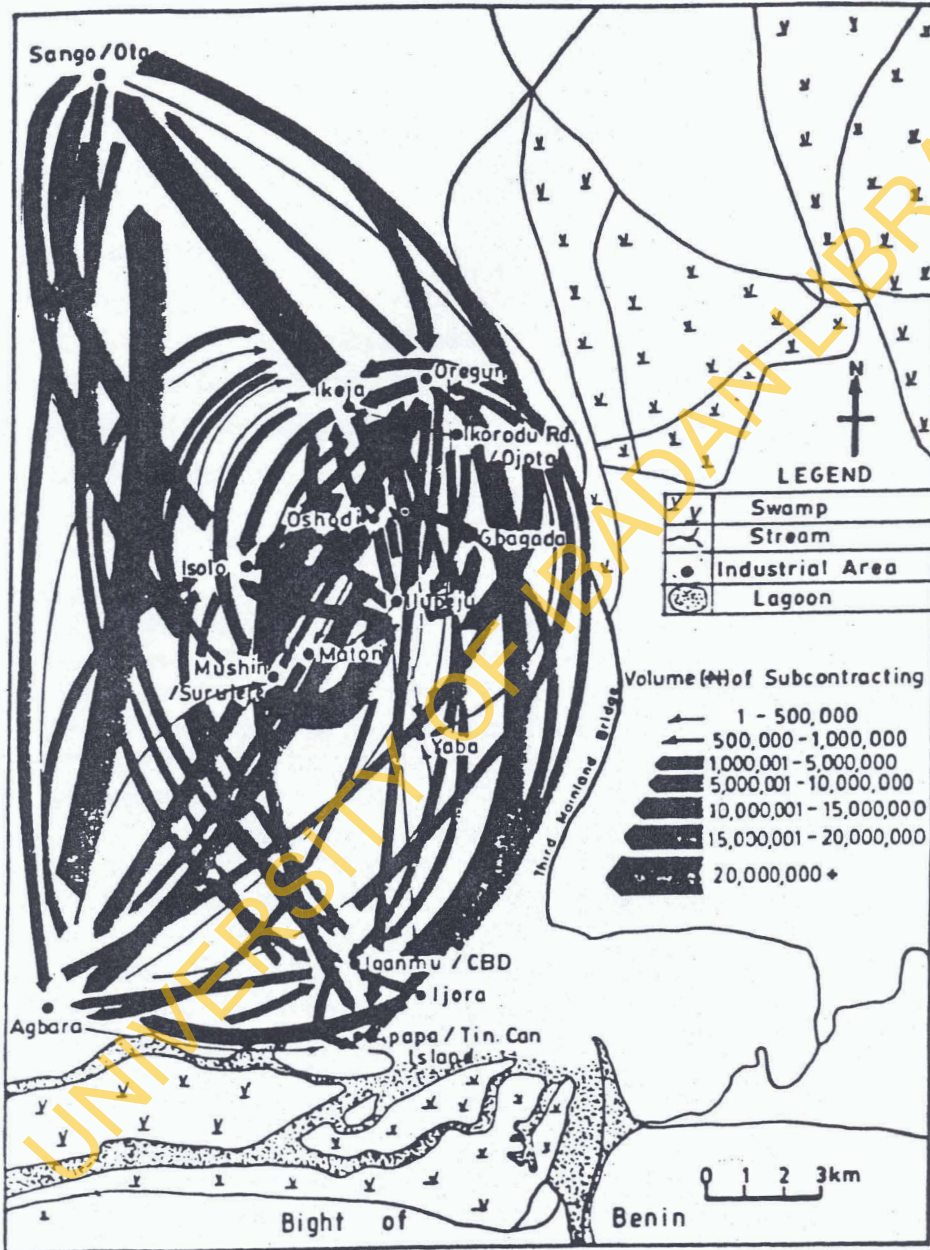 Sango/Ota
Ikeja
Oregun
Ikorodu Rd.
/Ojota
Oshodi
Gbagada
Isolo
Ilupeju
Matori
Mushin
/Surulere
Yaba
Iganmu / CBD
Ijora
Agbara
Apapa / Tin Can
Island
Third Mainland Bridge
N
LEGEND
Swamp
Stream
Industrial Area
Lagoon
Volume (₦) of Subcontracting
1 - 500,000
500,000 - 1,000,000
1,000,001 - 5,000,000
5,000,001 - 10,000,000
10,000,001 - 15,000,000
15,000,001 - 20,000,000
20,000,000 +
0 1 2 3km
Bight of Benin
UNIVERSITY OF IBADAN LIBRA